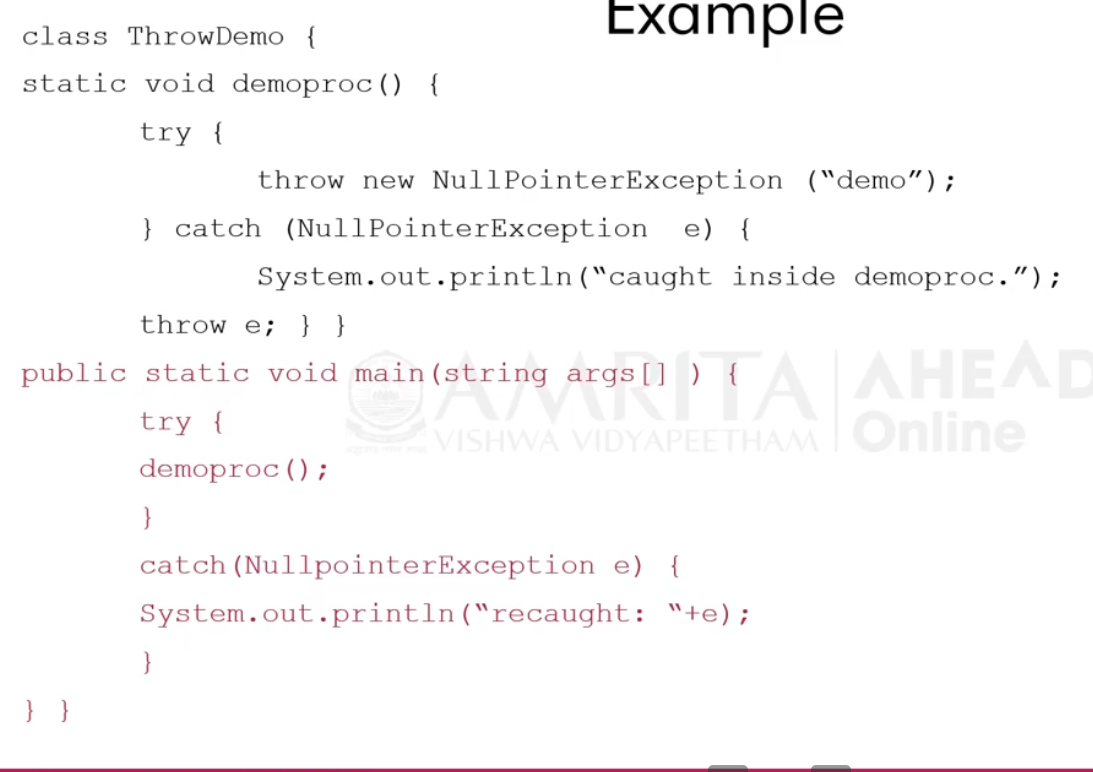 Example
class ThrowDemo {
static void demoproc() {
try {
throw new NullPointerException (“demo”);
} catch (NullPointerException e) {
System.out.println(“caught inside demoproc.”);
throw e; } }
public static void main(string args[] ) {
try {
demoproc();
}
catch(NullpointerException e) {
System.out.println(“recaught: “+e);
}
} }
AMRITA
VISHWA VIDYAPEETHAM
AHEAD
Online